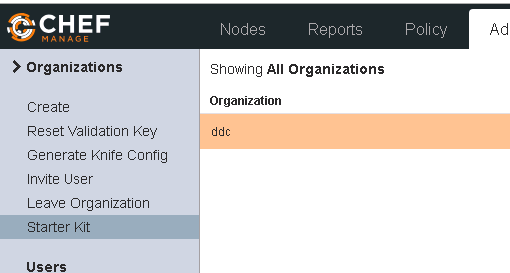 CHEF
MANAGE
Nodes Reports Policy Ad
Organizations
Showing All Organizations
Organization
Create
ddc
Reset Validation Key
Generate Knife Config
Invite User
Leave Organization
Starter Kit
Users